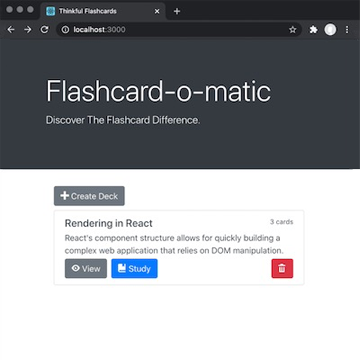 Thinkful Flashcards
localhost:3000
Flashcard-o-matic
Discover The Flashcard Difference.
Create Deck
Rendering in React
3 cards
React's component structure allows for quickly building a
complex web application that relies on DOM manipulation.
View
Study